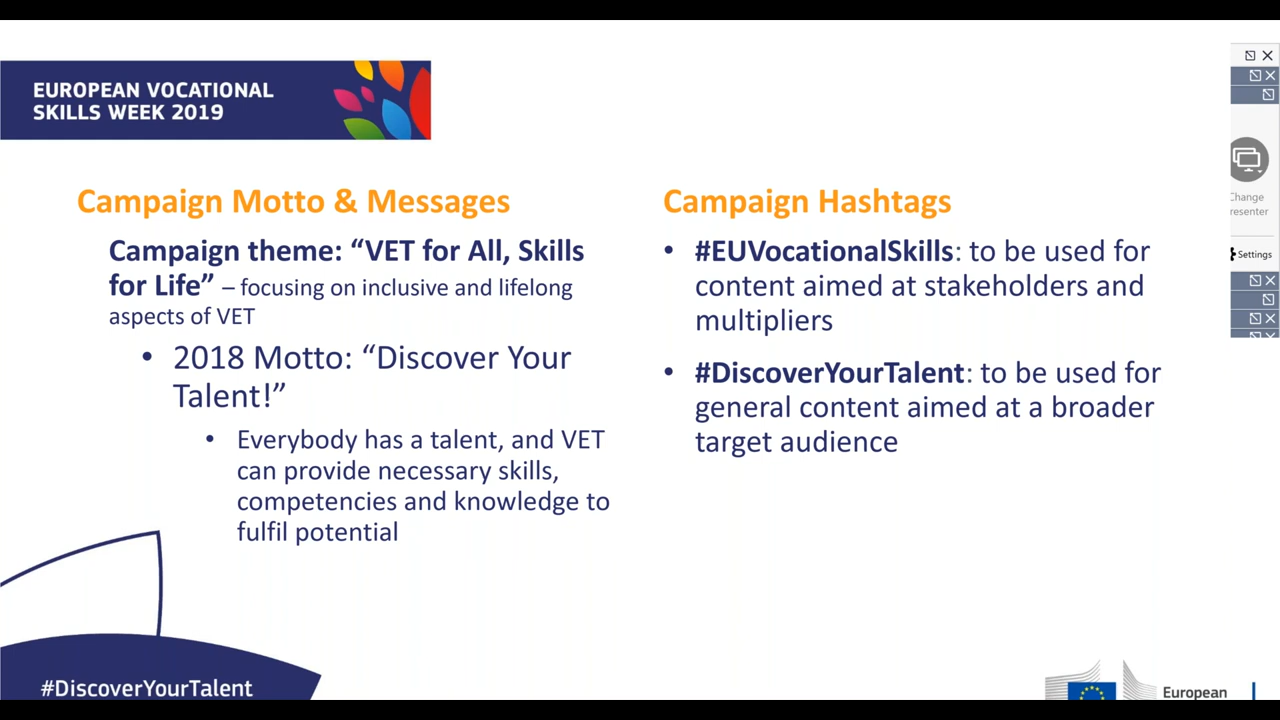 EUROPEAN VOCATIONAL
SKILLS WEEK 2019
Campaign Motto & Messages
Campaign theme: “VET for All, Skills
for Life” – focusing on inclusive and lifelong
aspects of VET
• 2018 Motto: “Discover Your
Talent!”
• Everybody has a talent, and VET
can provide necessary skills,
competencies and knowledge to
fulfil potential
Campaign Hashtags
• #EUVocationalSkills: to be used for
content aimed at stakeholders and
multipliers
• #DiscoverYourTalent: to be used for
general content aimed at a broader
target audience
Change
resenter
Settings
#DiscoverYourTalent
European